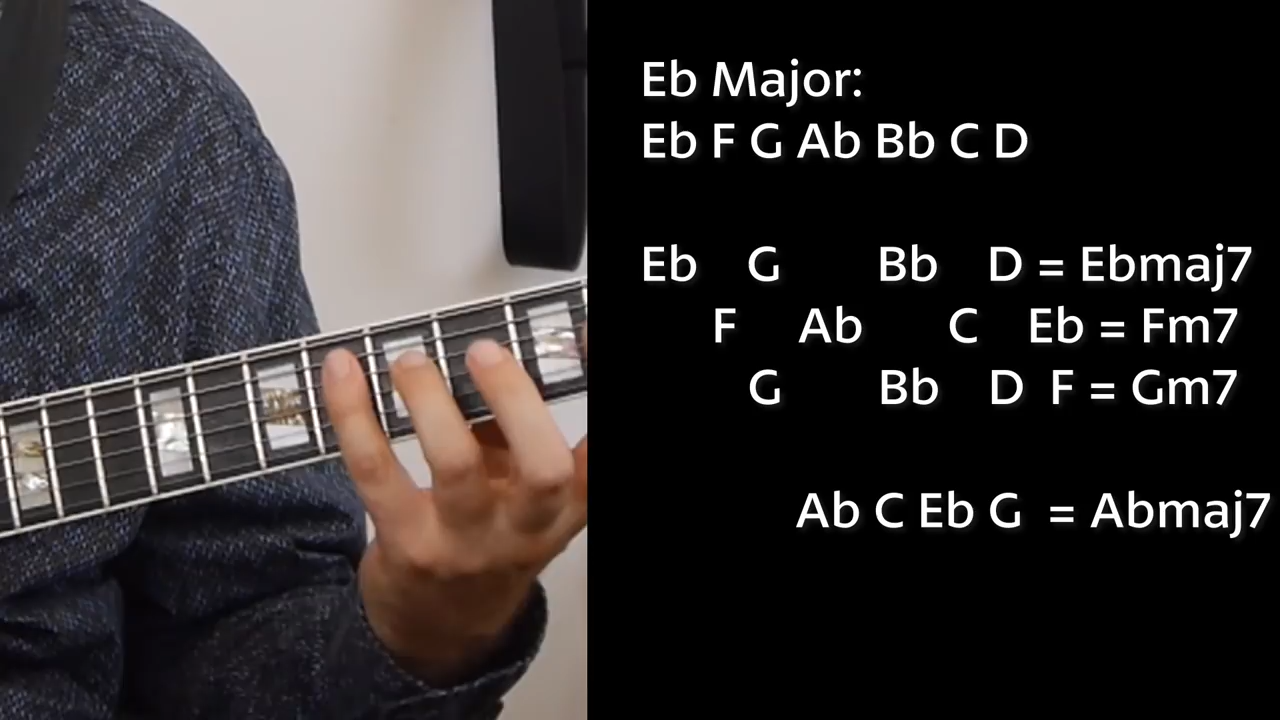 Eb Major:
Eb F G Ab Bb C D
Eb G Bb D = Ebmaj7
F Ab C Eb = Fm7
G Bb D F = Gm7
Ab C Eb G = Abmaj7